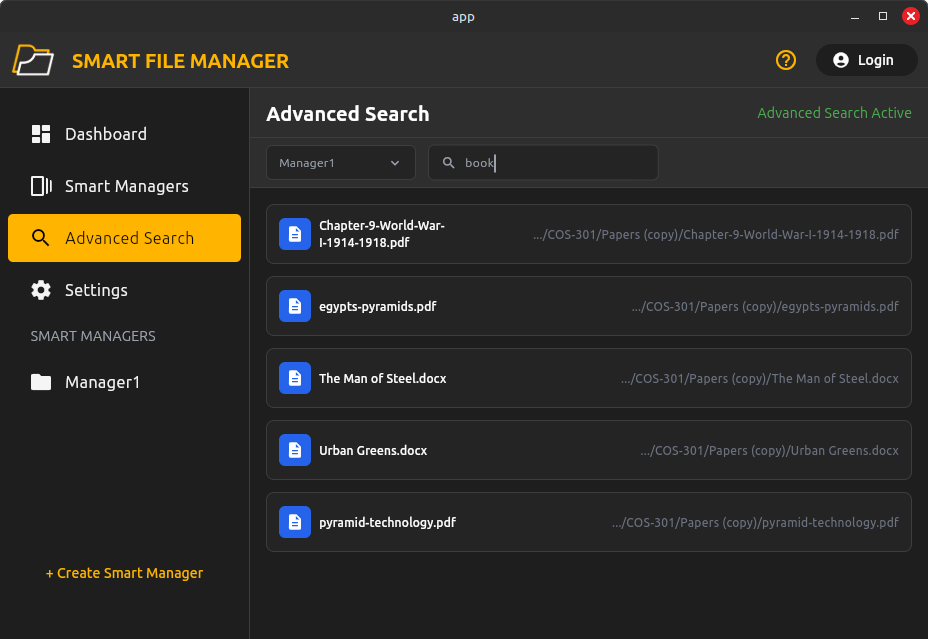 app
SMART FILE MANAGER
Login
Dashboard
Smart Managers
Advanced Search
Settings
SMART MANAGERS
Manager1
+ Create Smart Manager
Advanced Search
Advanced Search Active
Manager1
book
Chapter-9-World-War-
I-1914-1918.pdf
.../COS-301/Papers (copy)/Chapter-9-World-War-I-1914-1918.pdf
egypts-pyramids.pdf
.../COS-301/Papers (copy)/egypts-pyramids.pdf
The Man of Steel.docx
.../COS-301/Papers (copy)/The Man of Steel.docx
Urban Greens.docx
.../COS-301/Papers (copy)/Urban Greens.docx
pyramid-technology.pdf
.../COS-301/Papers (copy)/pyramid-technology.pdf